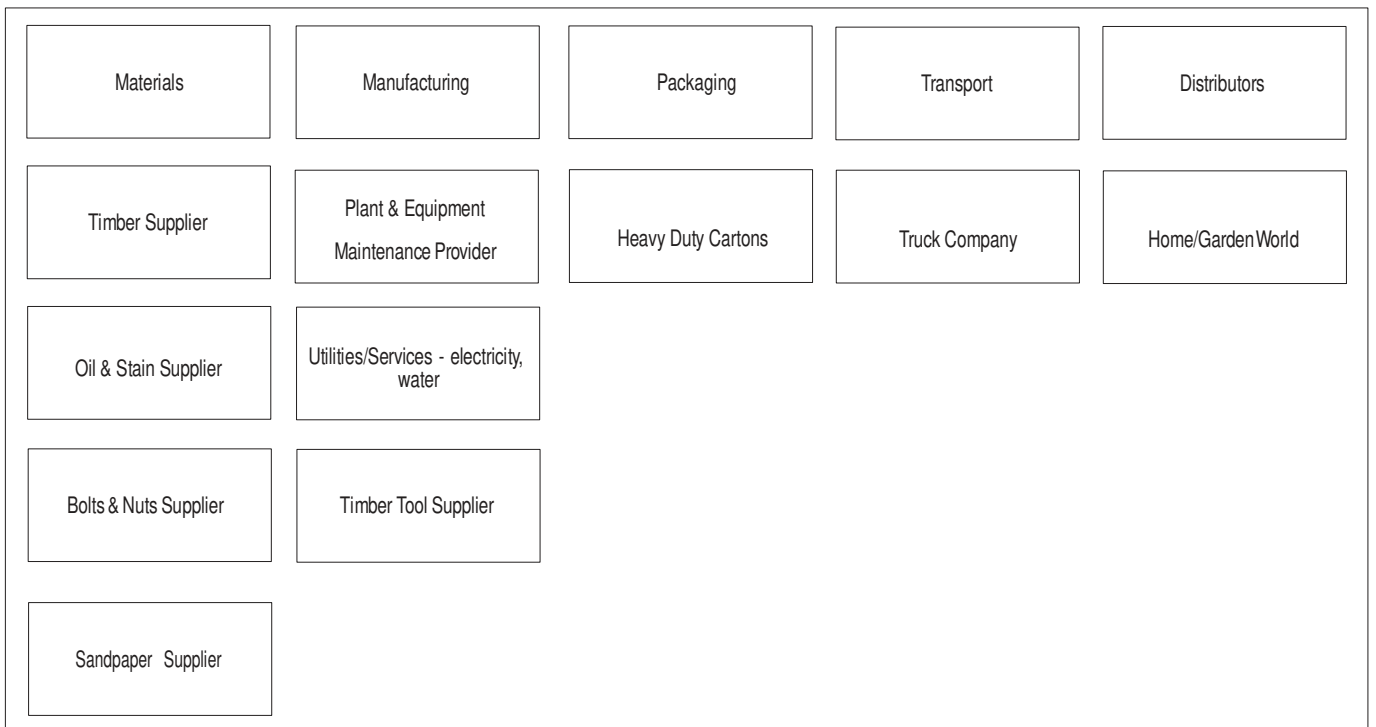 Materials
Manufacturing
Packaging
Transport
Distributors
Timber Supplier
Plant & Equipment
Maintenance Provider
Heavy Duty Cartons
Truck Company
Home/Garden World
Oil & Stain Supplier
Utilities/Services - electricity,
water
Bolts & Nuts Supplier
Timber Tool Supplier
Sandpaper Supplier